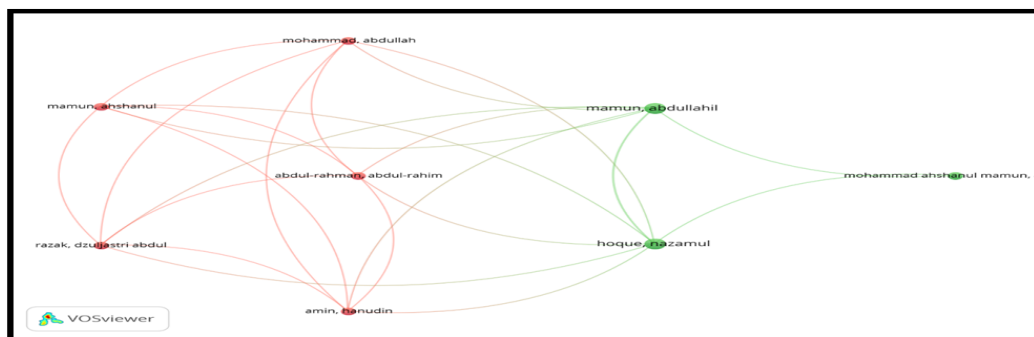 mohammad, abdullah
mamun, ahshanul
mamun, abdullahil
abdul-rahman, abdul-rahim
mohammad ahshanul mamun,
razak, dzuljastri abdul
hoque, nazamul
amin, hanudin
VOSviewer